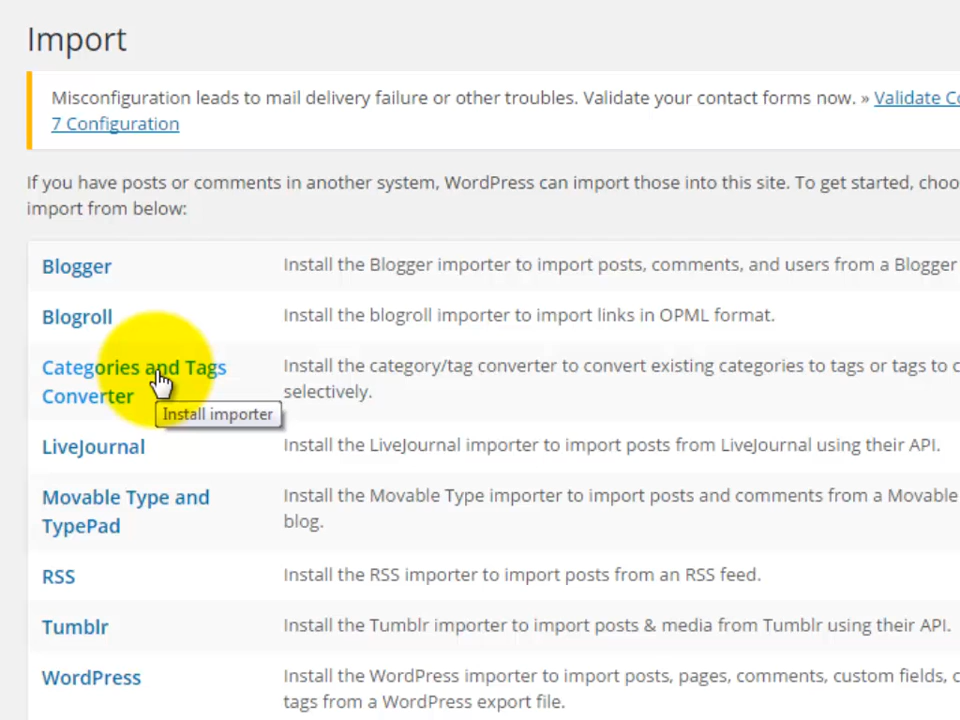 Import
Misconfiguration leads to mail delivery failure or other troubles. Validate your contact forms now. » Validate
7 Configuration
If you have posts or comments in another system, WordPress can import those into this site. To get started,
import from below:
Blogger
Install the Blogger importer to import posts, comments, and users from a Blogger
Blogroll
Install the blogroll importer to import links in OPML format.
Categories and Tags
Converter
Install the category/tag converter to convert existing categories to tags or tags to
selectively.
Install importer
LiveJournal
Install the LiveJournal importer to import posts from LiveJournal using their API.
Movable Type and
TypePad
Install the Movable Type importer to import posts and comments from a Movable
blog.
RSS
Install the RSS importer to import posts from an RSS feed.
Tumblr
Install the Tumblr importer to import posts & media from Tumblr using their API.
WordPress
Install the WordPress importer to import posts, pages, comments, custom fields,
tags from a WordPress export file.